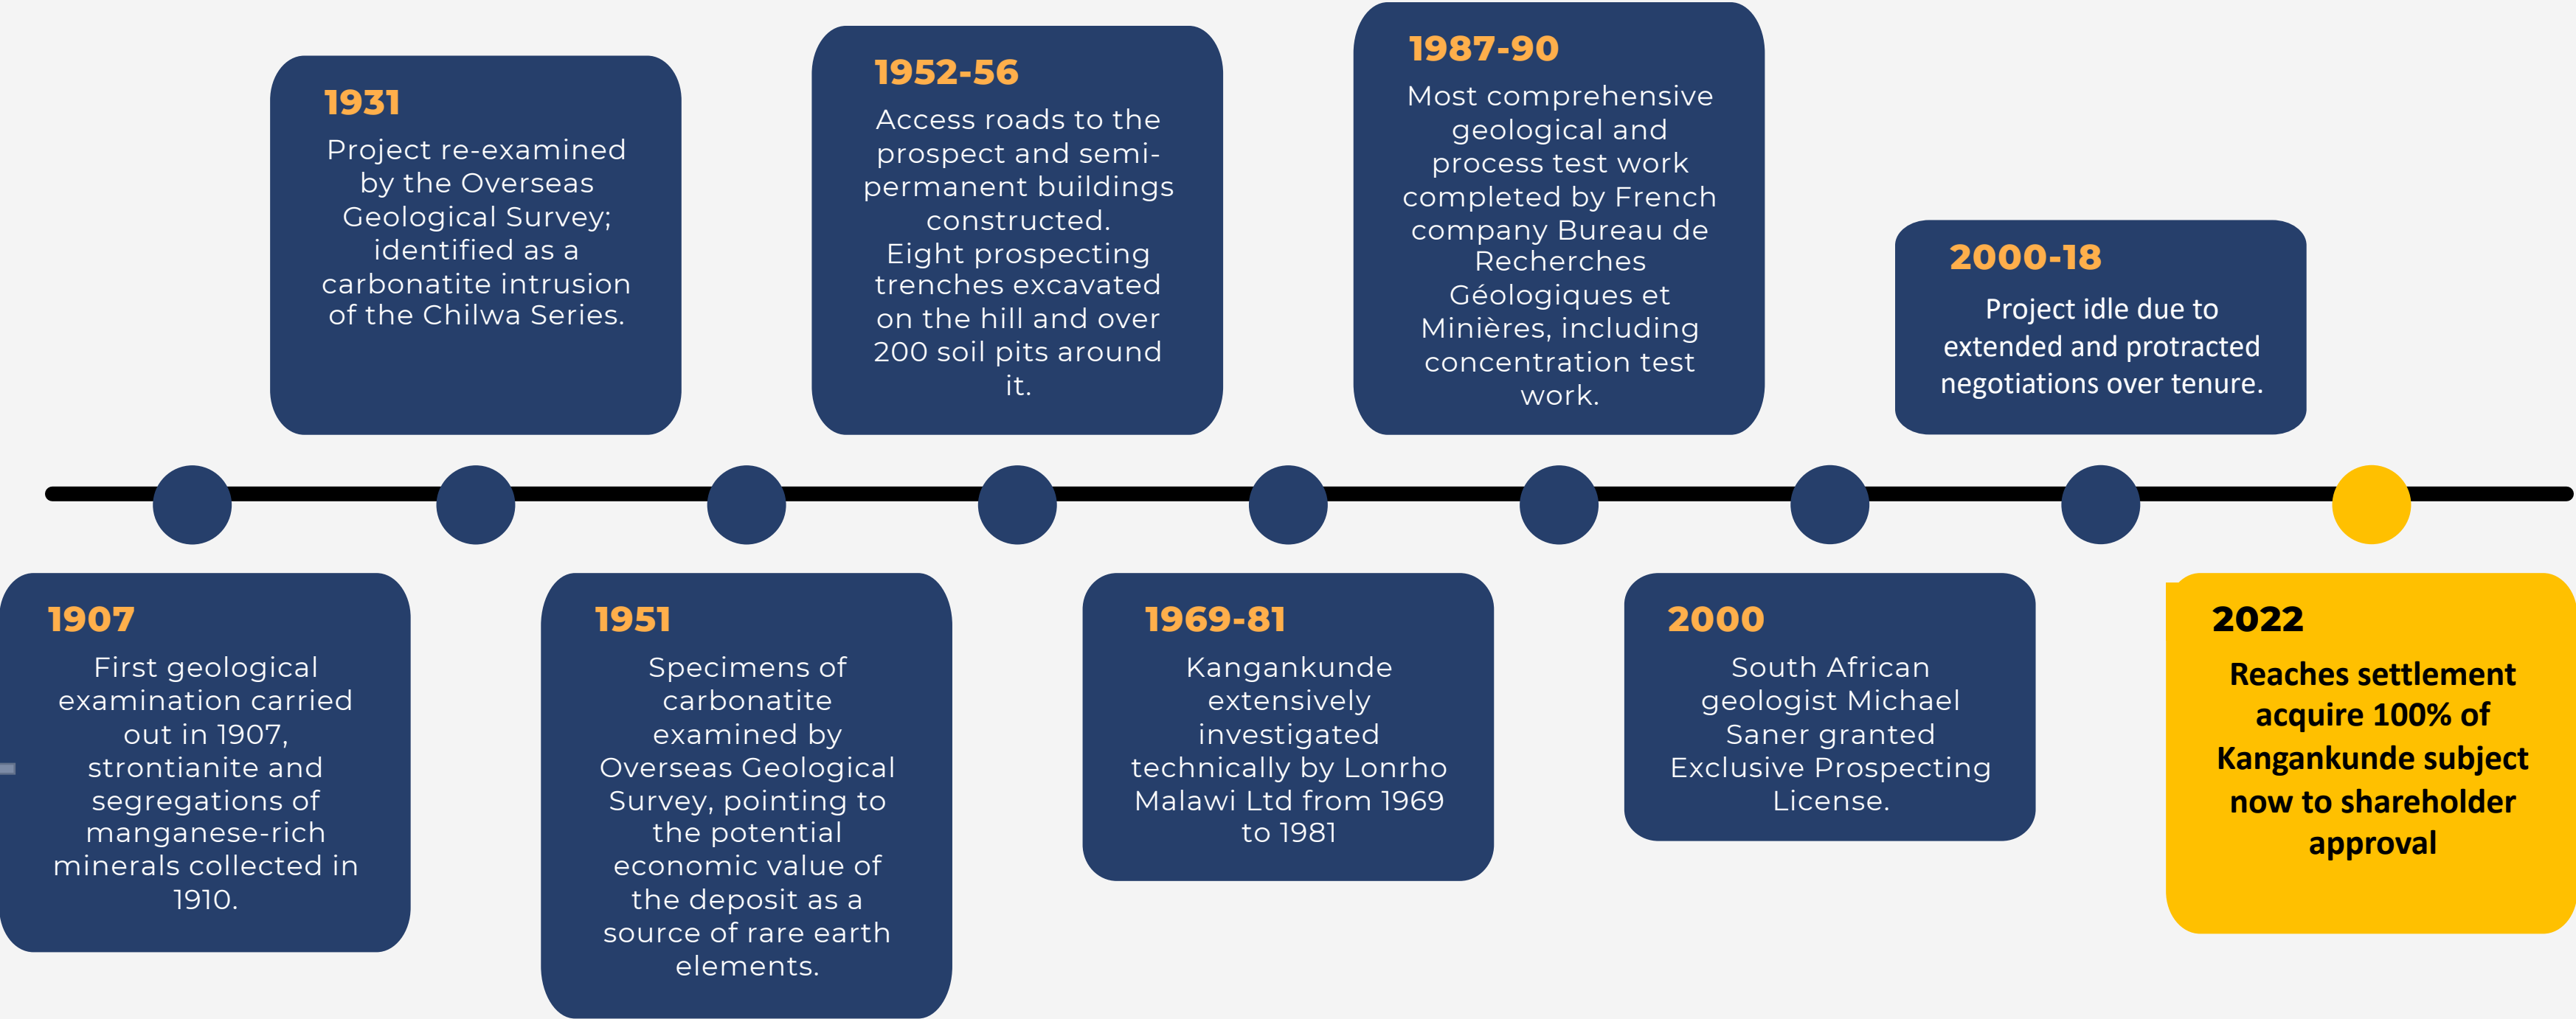 1907
First geological
examination carried
out in 1907,
strontianite and
segregations of
manganese-rich
minerals collected in
1910.
1931
Project re-examined
by the Overseas
Geological Survey;
identified as a
carbonatite intrusion
of the Chilwa Series.
1951
Specimens of
carbonatite
examined by
Overseas Geological
Survey, pointing to
the potential
economic value of
the deposit as a
source of rare earth
elements.
1952-56
Access roads to the
prospect and semi-
permanent buildings
constructed.
Eight prospecting
trenches excavated
on the hill and over
200 soil pits around
it.
1969-81
Kangankunde
extensively
investigated
technically by Lonrho
Malawi Ltd from 1969
to 1981
1987-90
Most comprehensive
geological and
process test work
completed by French
company Bureau de
Recherches
Géologiques et
Minières, including
concentration test
work.
2000
South African
geologist Michael
Saner granted
Exclusive Prospecting
License.
2000-18
Project idle due to
extended and protracted
negotiations over tenure.
2022
Reaches settlement
acquire 100% of
Kangankunde subject
now to shareholder
approval